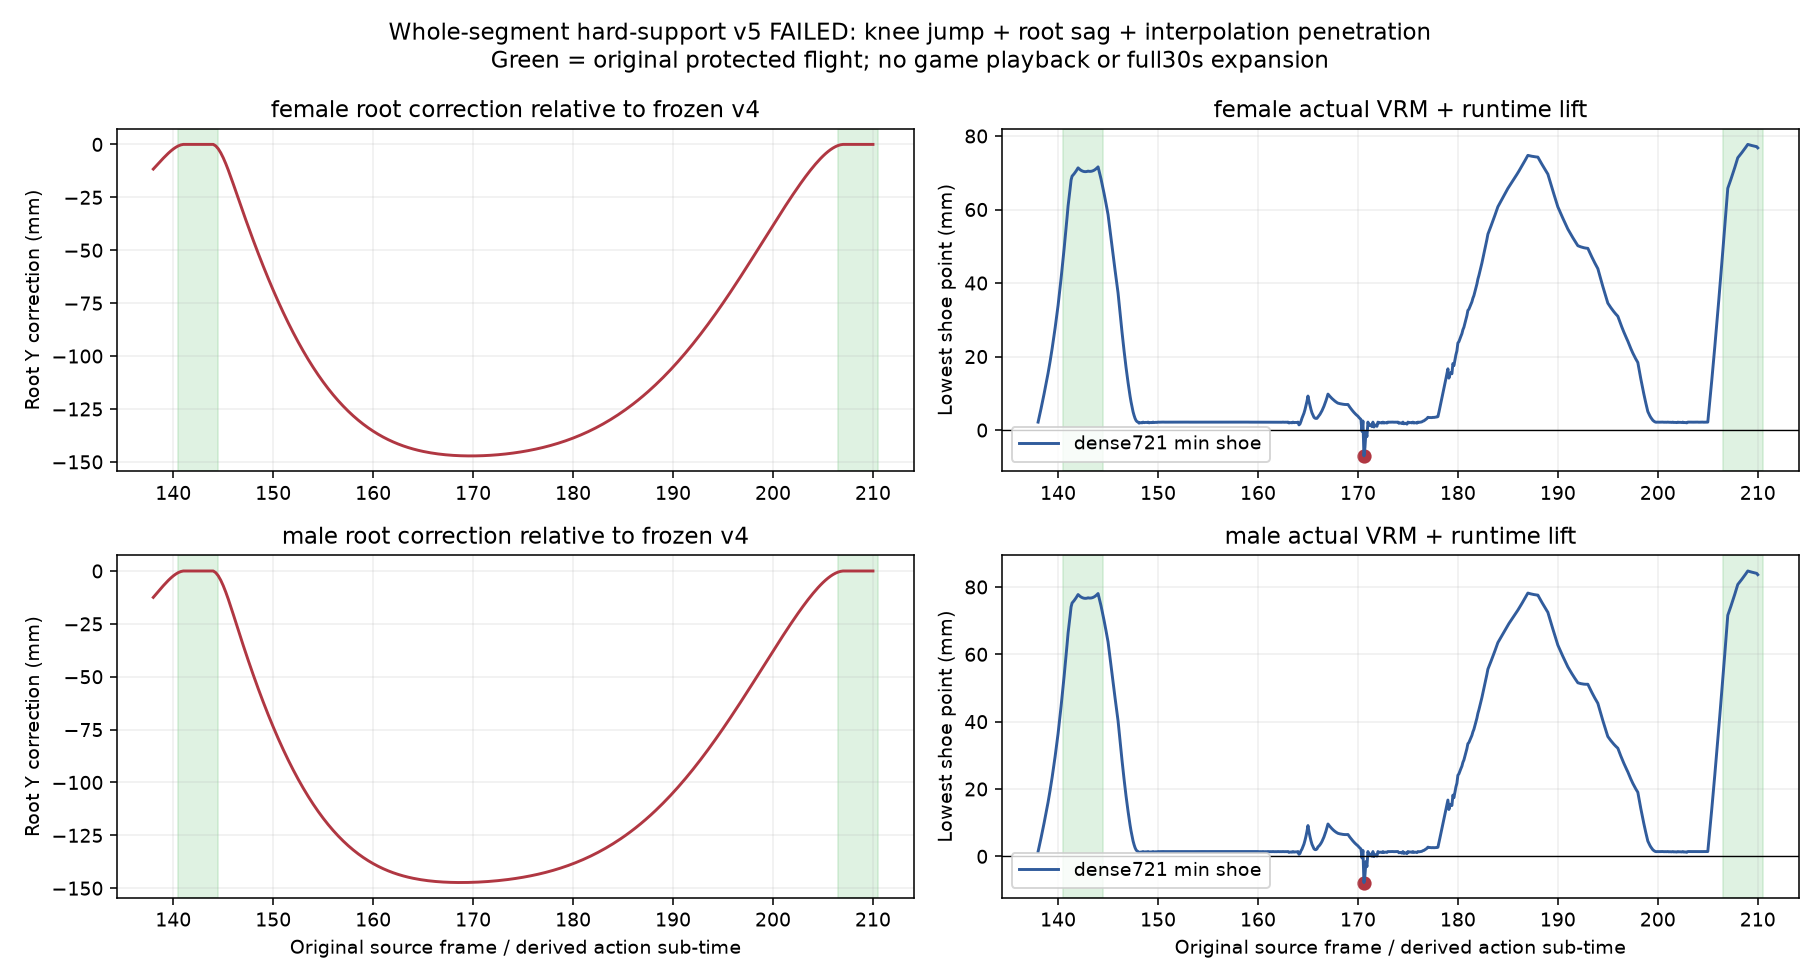 Whole-segment hard-support v5 FAILED: knee jump + root sag + interpolation penetration
Green = original protected flight; no game playback or full30s expansion
female root correction relative to frozen v4
Root Y correction (mm)
0
−25
−50
−75
−100
−125
−150
140 150 160 170 180 190 200 210
female actual VRM + runtime lift
Lowest shoe point (mm)
80
60
40
20
0
dense721 min shoe
140 150 160 170 180 190 200 210
male root correction relative to frozen v4
Root Y correction (mm)
0
−25
−50
−75
−100
−125
−150
140 150 160 170 180 190 200 210
Original source frame / derived action sub-time
male actual VRM + runtime lift
Lowest shoe point (mm)
80
60
40
20
0
dense721 min shoe
140 150 160 170 180 190 200 210
Original source frame / derived action sub-time